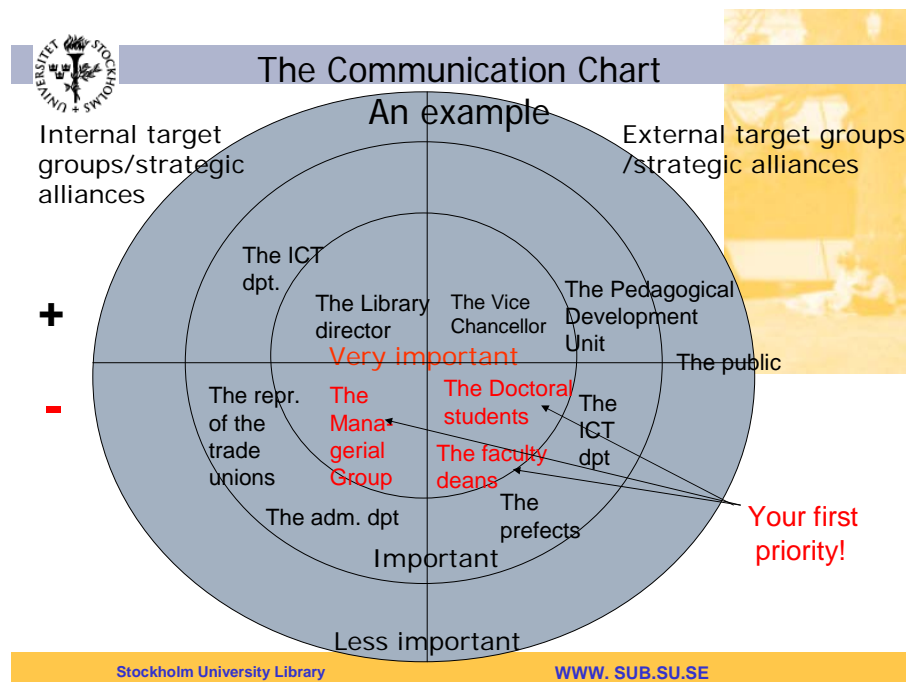 UNIVERSITET STOCKHOLMS
The Communication Chart
An example
Internal target
groups/strategic
alliances
External target groups
/strategic alliances
The ICT
dpt.
The Library
director
The Vice
Chancellor
The Pedagogical
Development
Unit
+
Very important
The public
-
The repr.
of the
trade
unions
The
Mana-
gerial
Group
The Doctoral
students
The faculty
deans
The
ICT
dpt
The adm. dpt
The
prefects
Your first
priority!
Important
Less important
Stockholm University Library
WWW. SUB.SU.SE